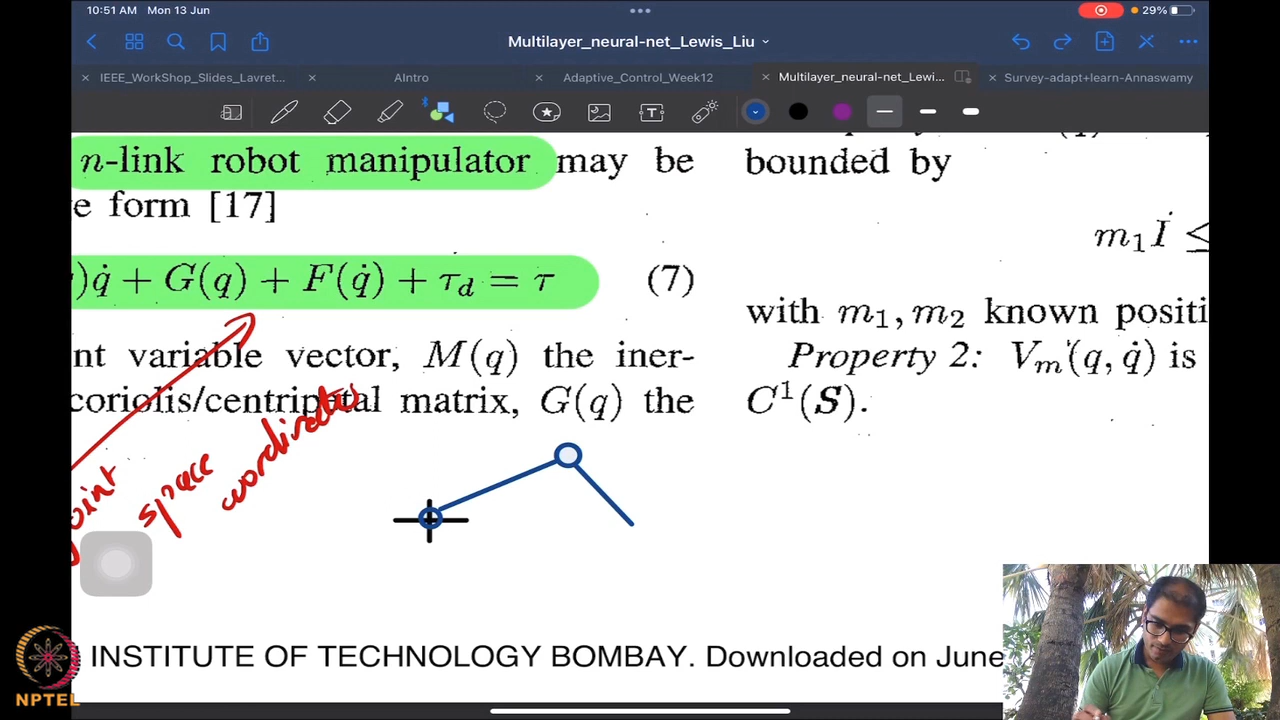 10:51 AM Mon 13 Jun
29%
Multilayer_neural-net_Lewis_Liu
IEEE_WorkShop_Slides_Lavret...
AIntro
Adaptive_Control_Week12
Multilayer_neural-net_Lewi...
Survey-adapt+learn-Annaswamy
n-link robot manipulator may be
e form [17]
)q̇ + G(q) + F(q̇) + τ_d = τ (7)
nt variable vector, M(q) the iner-
coriolis/centripetal matrix, G(q) the
joint
space
coordinates
bounded by
m₁I ≤
with m₁, m₂ known positi
Property 2: Vₘ(q, q̇) is
C¹(S).
INSTITUTE OF TECHNOLOGY BOMBAY. Downloaded on June
NPTEL